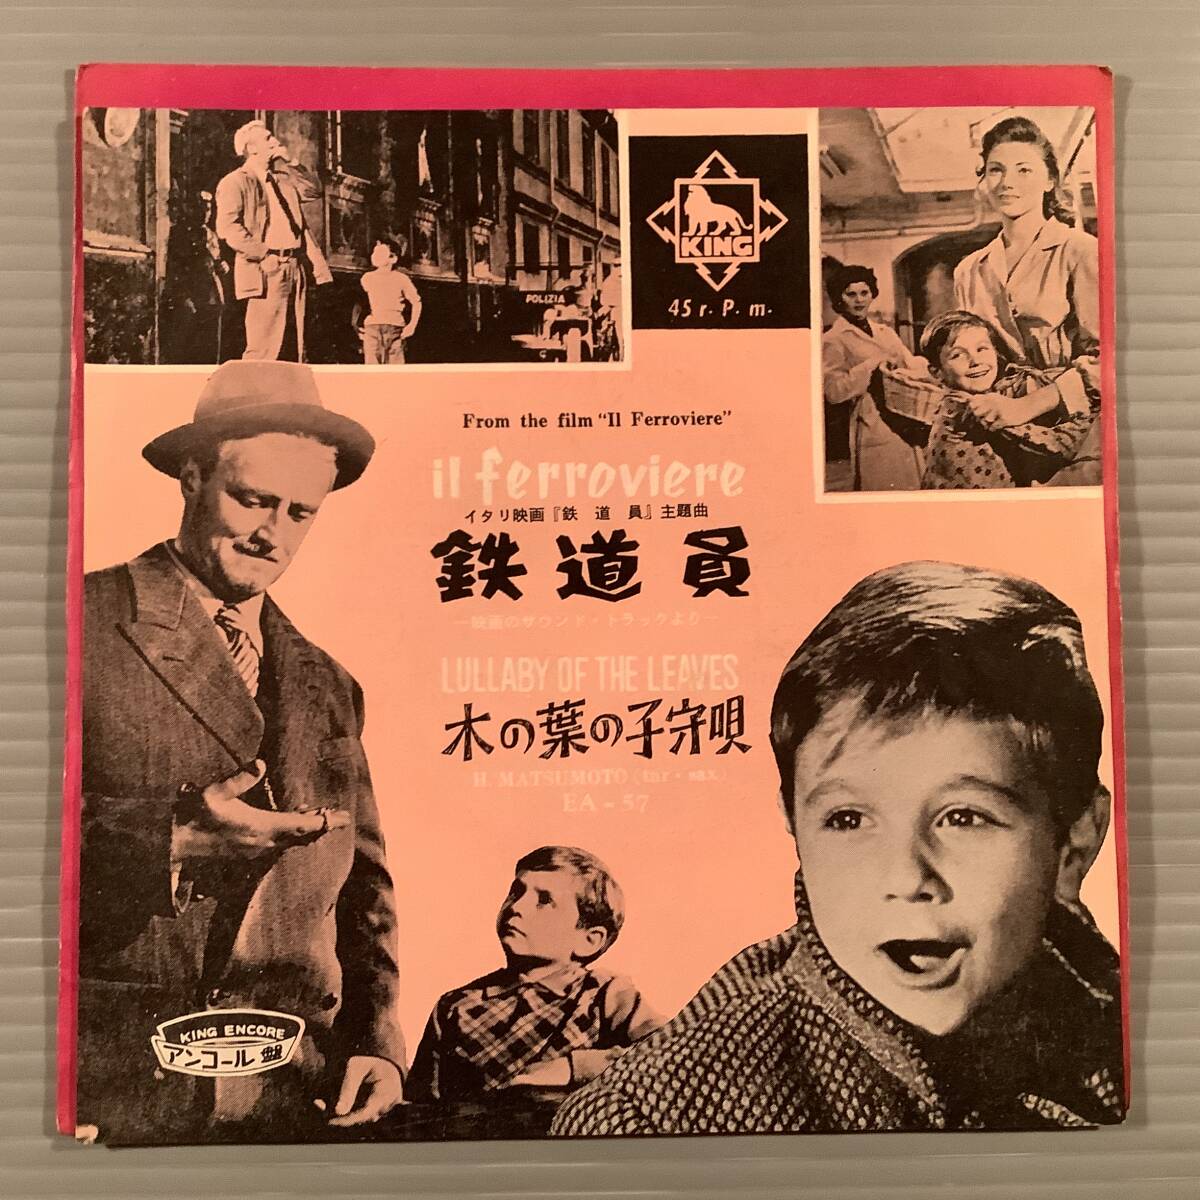 POLIZIA
KING
45 r. P. m.
From the film "Il Ferroviere"
il ferroviere
イタリ映画『鉄道員』主題曲
鉄道員
―映画のサウンド・トラックより―
LULLABY OF THE LEAVES
木の葉の子守唄
H. MATSUMOTO (tnr・sax)
EA-57
KING ENCORE
アンコール盤